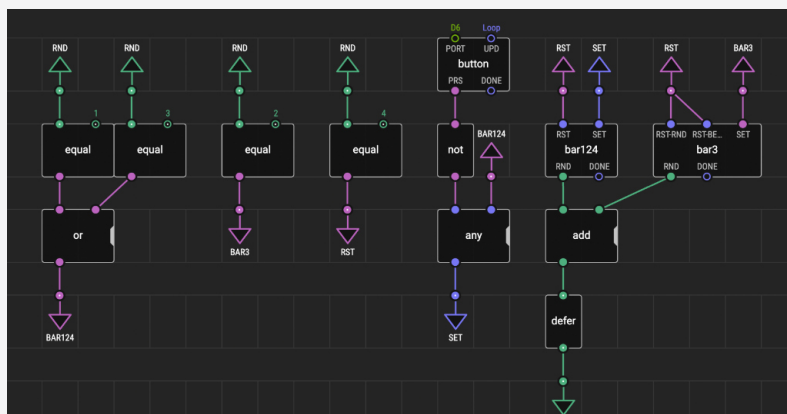 D6 Loop
RND RND RND RND PORT UPD RST SET RST BAR3
button
PRS DONE
1 3 2 4 BAR124
equal equal equal equal not RST SET RST-RND RST-BE... SET
bar124 bar3
RND DONE RND DONE
or any add
BAR3 RST
BAR124 SET defer